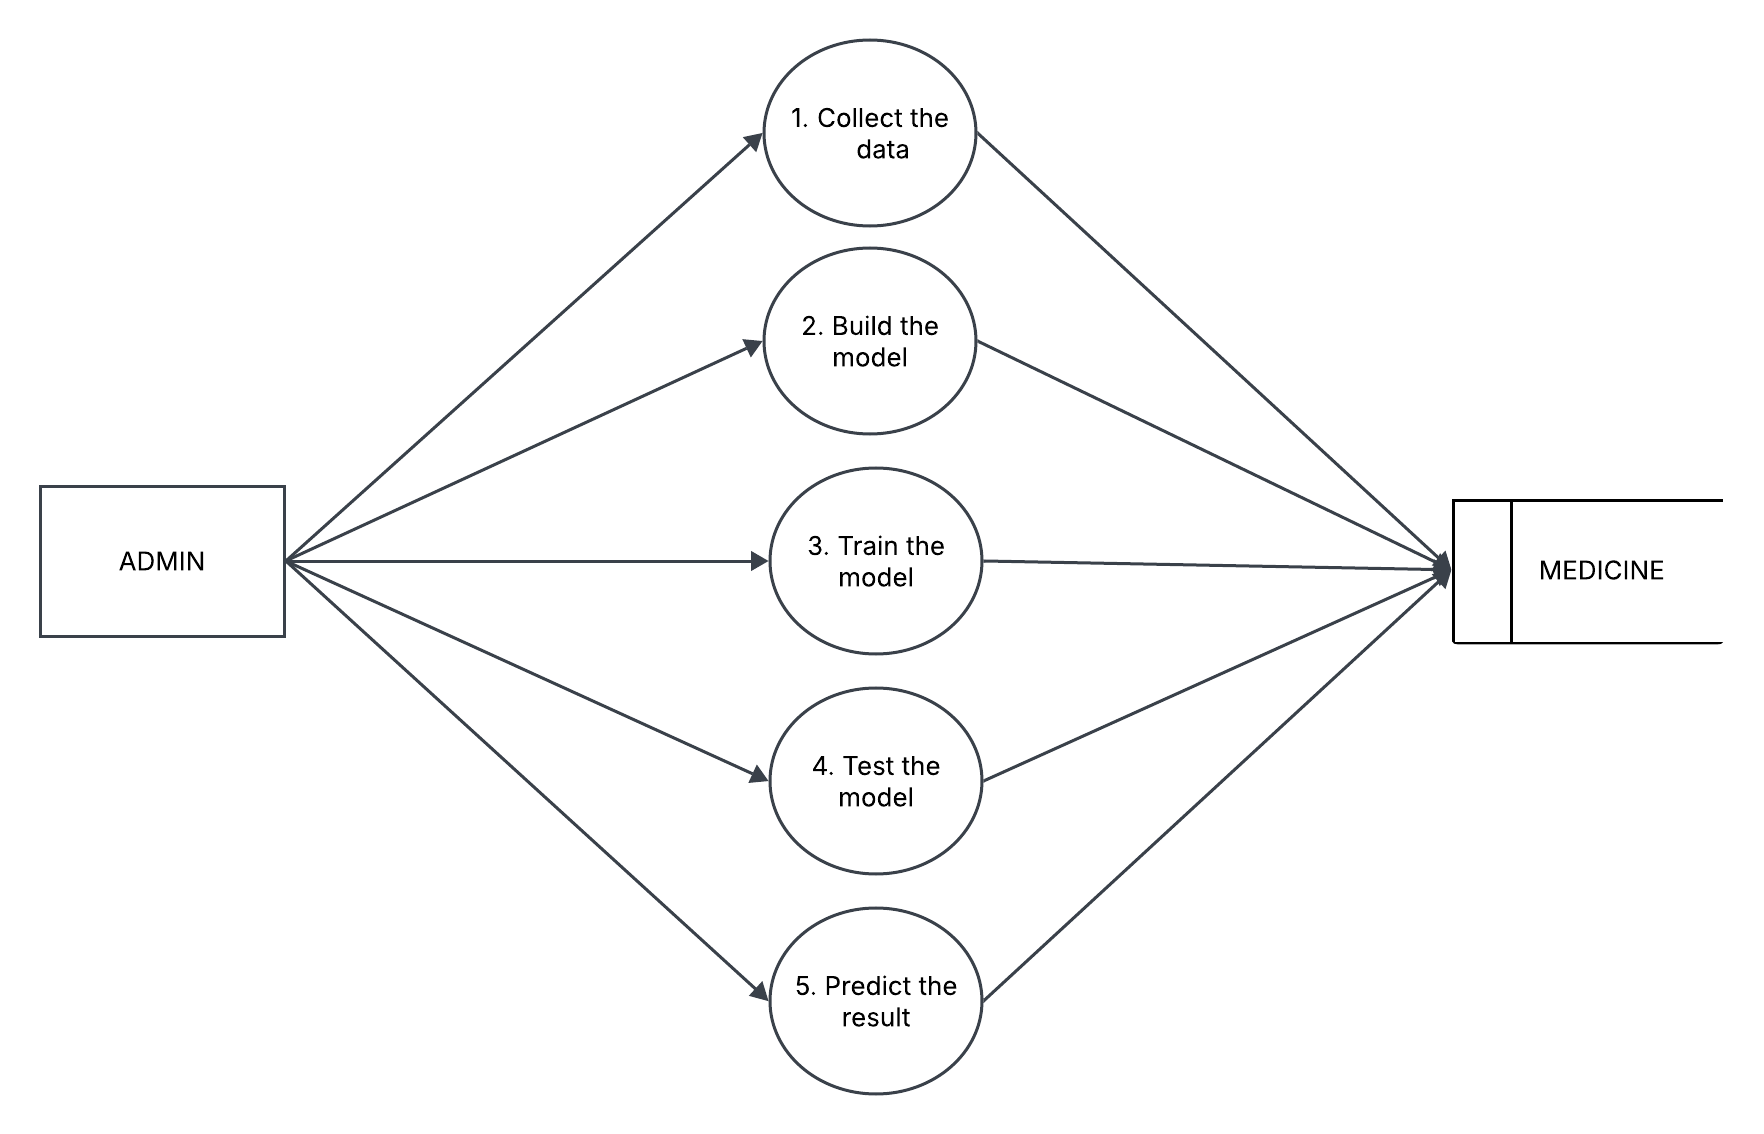 1. Collect the
data
2. Build the
model
ADMIN
3. Train the
model
MEDICINE
4. Test the
model
5. Predict the
result